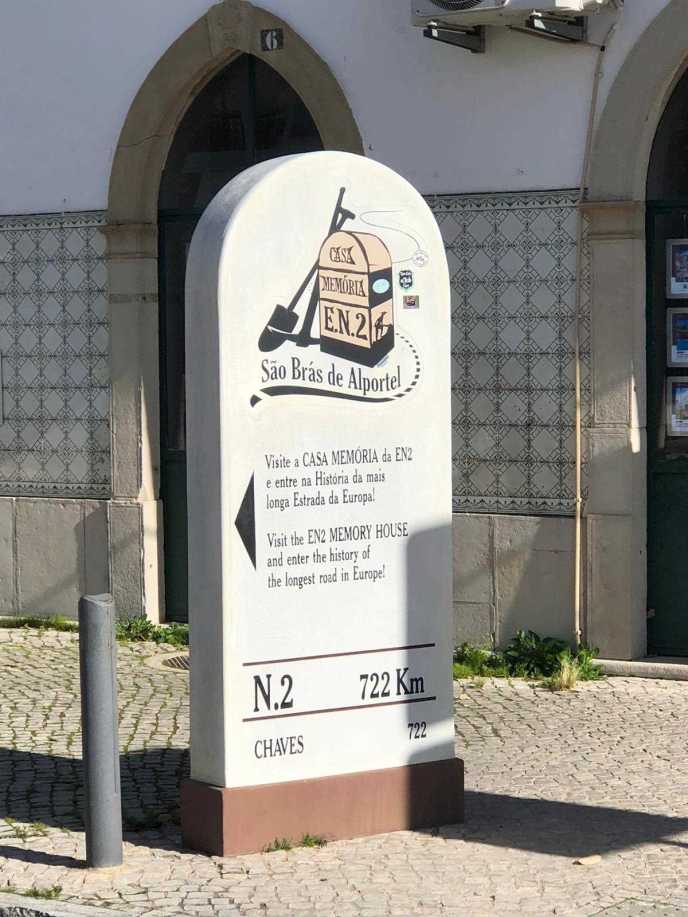 6
CASA
MEMÓRIA
E.N.2
São Brás de Alportel
Visite a CASA MEMÓRIA da EN2
e entre na História da mais
longa Estrada da Europa!
Visit the EN2 MEMORY HOUSE
and enter the history of
the longest road in Europe!
N.2 722 Km
CHAVES 722